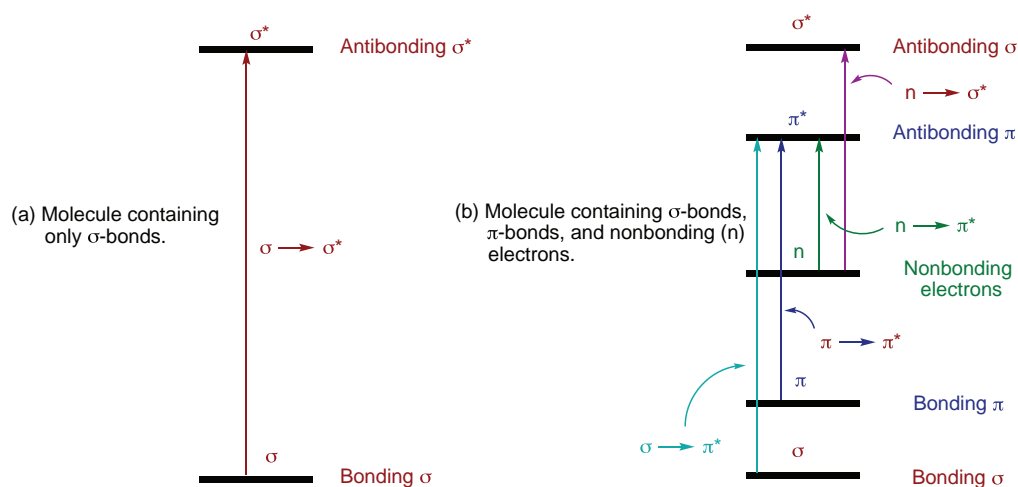 σ*
Antibonding σ*
(a) Molecule containing
only σ-bonds.
σ → σ*
σ
Bonding σ
σ*
Antibonding σ
n → σ*
π*
Antibonding π
(b) Molecule containing σ-bonds,
π-bonds, and nonbonding (n)
electrons.
n → π*
n
Nonbonding
electrons
π → π*
π
Bonding π
σ → π*
σ
Bonding σ